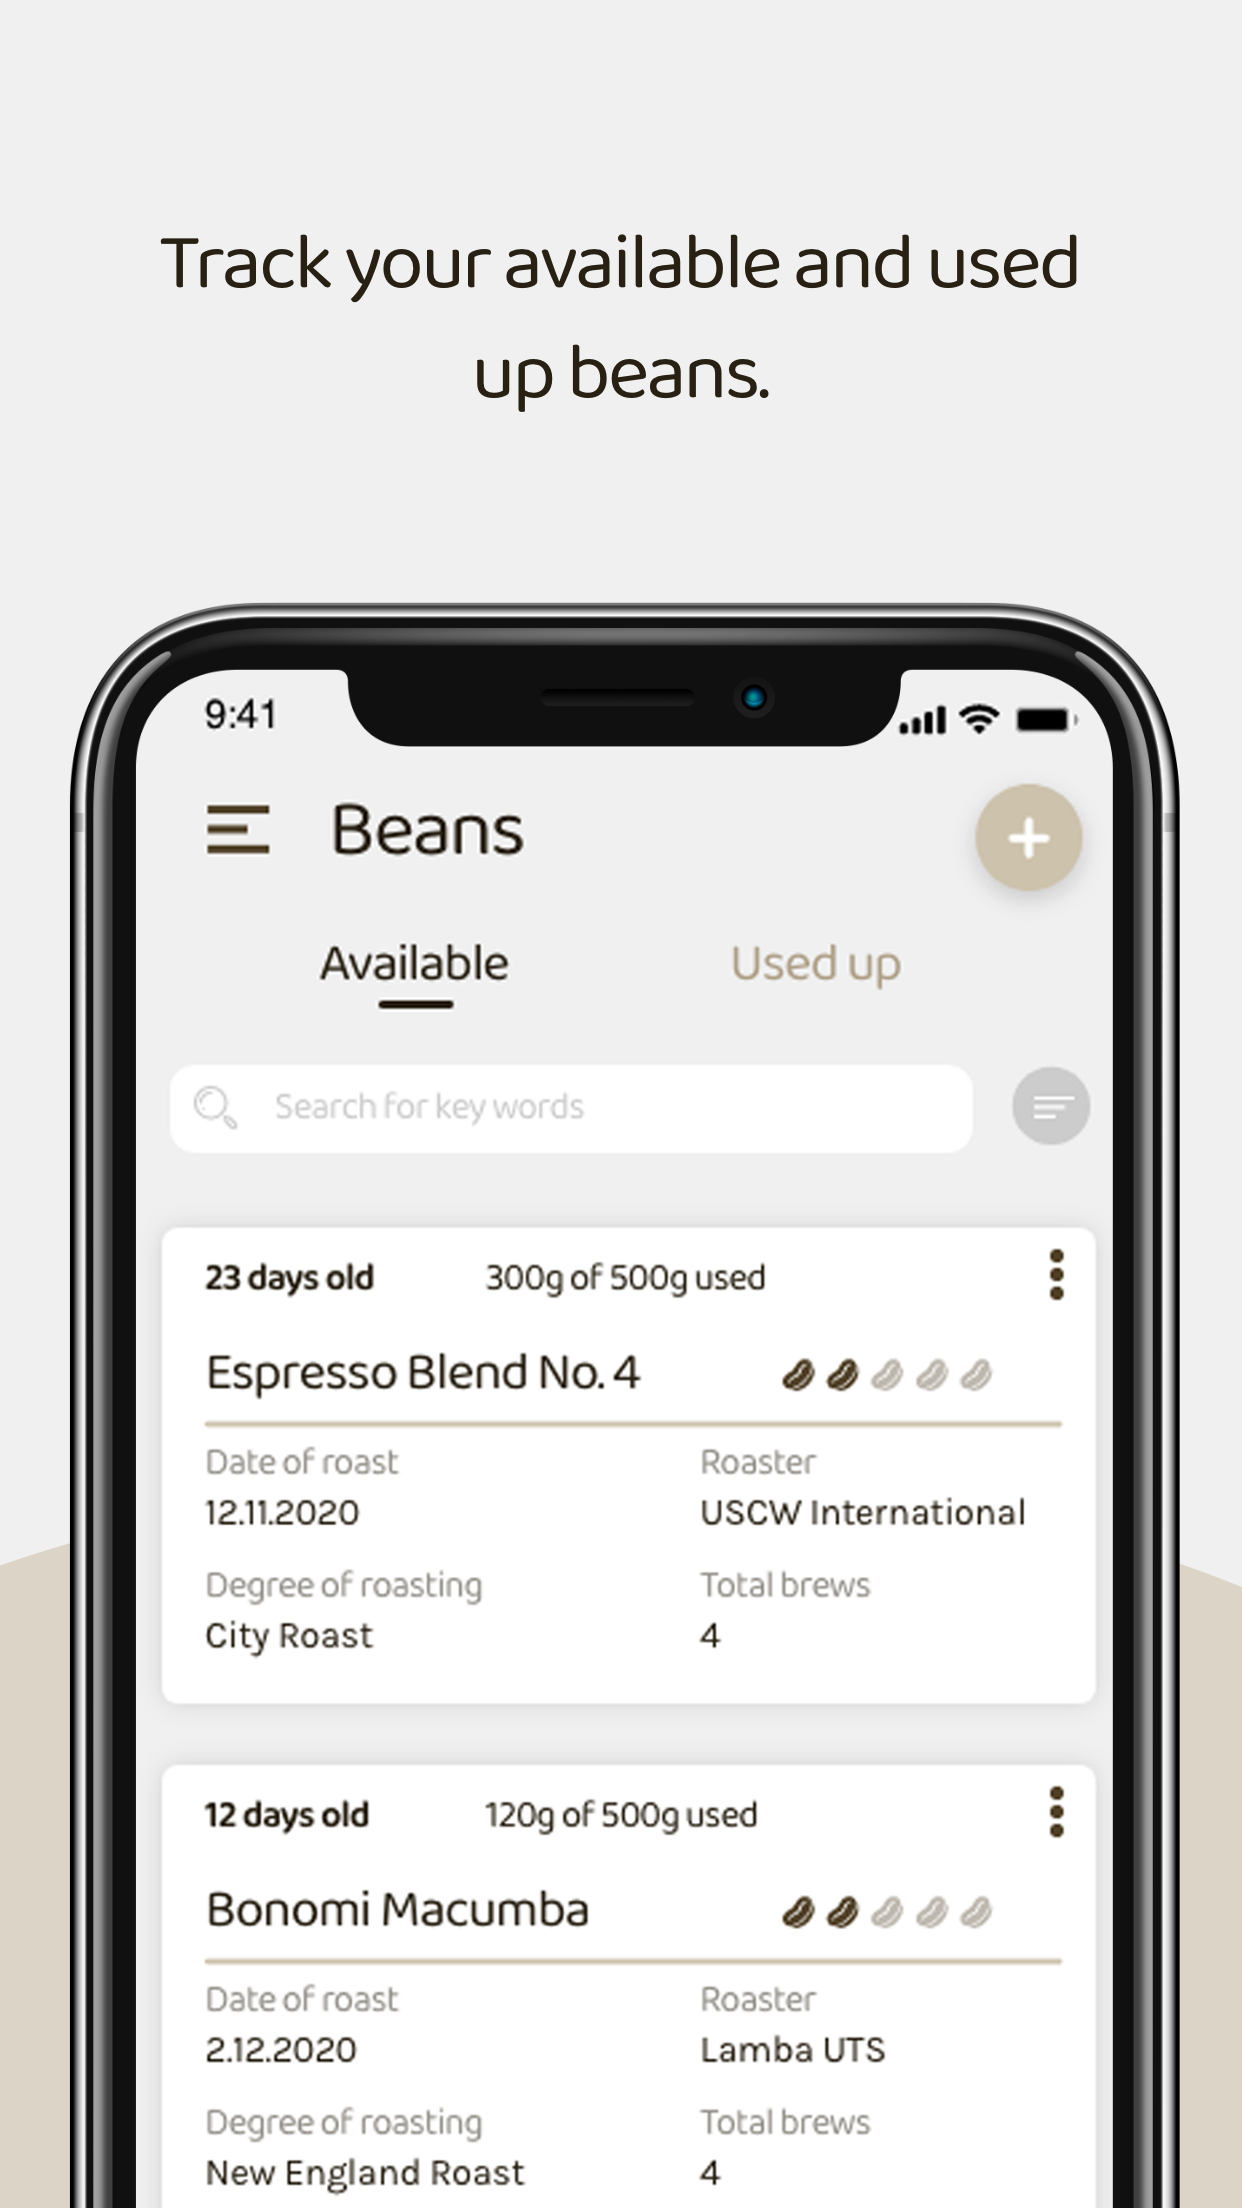 Track your available and used
up beans.
9:41
Beans
Available Used up
Search for key words
23 days old 300g of 500g used
Espresso Blend No. 4
Date of roast Roaster
12.11.2020 USCW International
Degree of roasting Total brews
City Roast 4
12 days old 120g of 500g used
Bonomi Macumba
Date of roast Roaster
2.12.2020 Lamba UTS
Degree of roasting Total brews
New England Roast 4